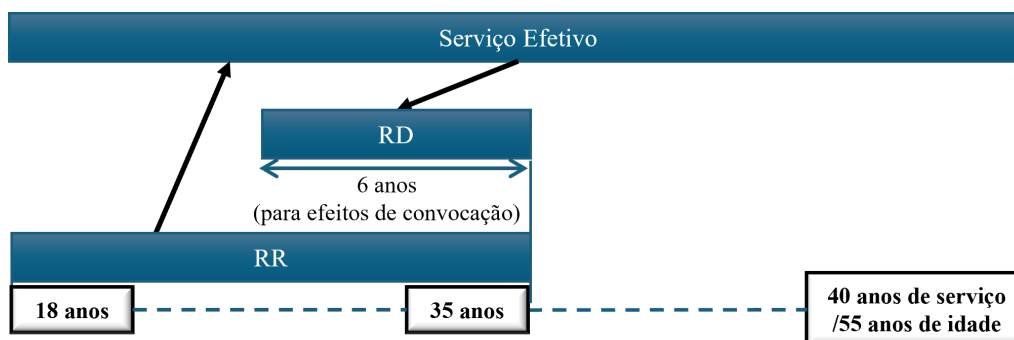 Serviço Efetivo
RD
6 anos
(para efeitos de convocação)
RR
18 anos
35 anos
40 anos de serviço
/55 anos de idade